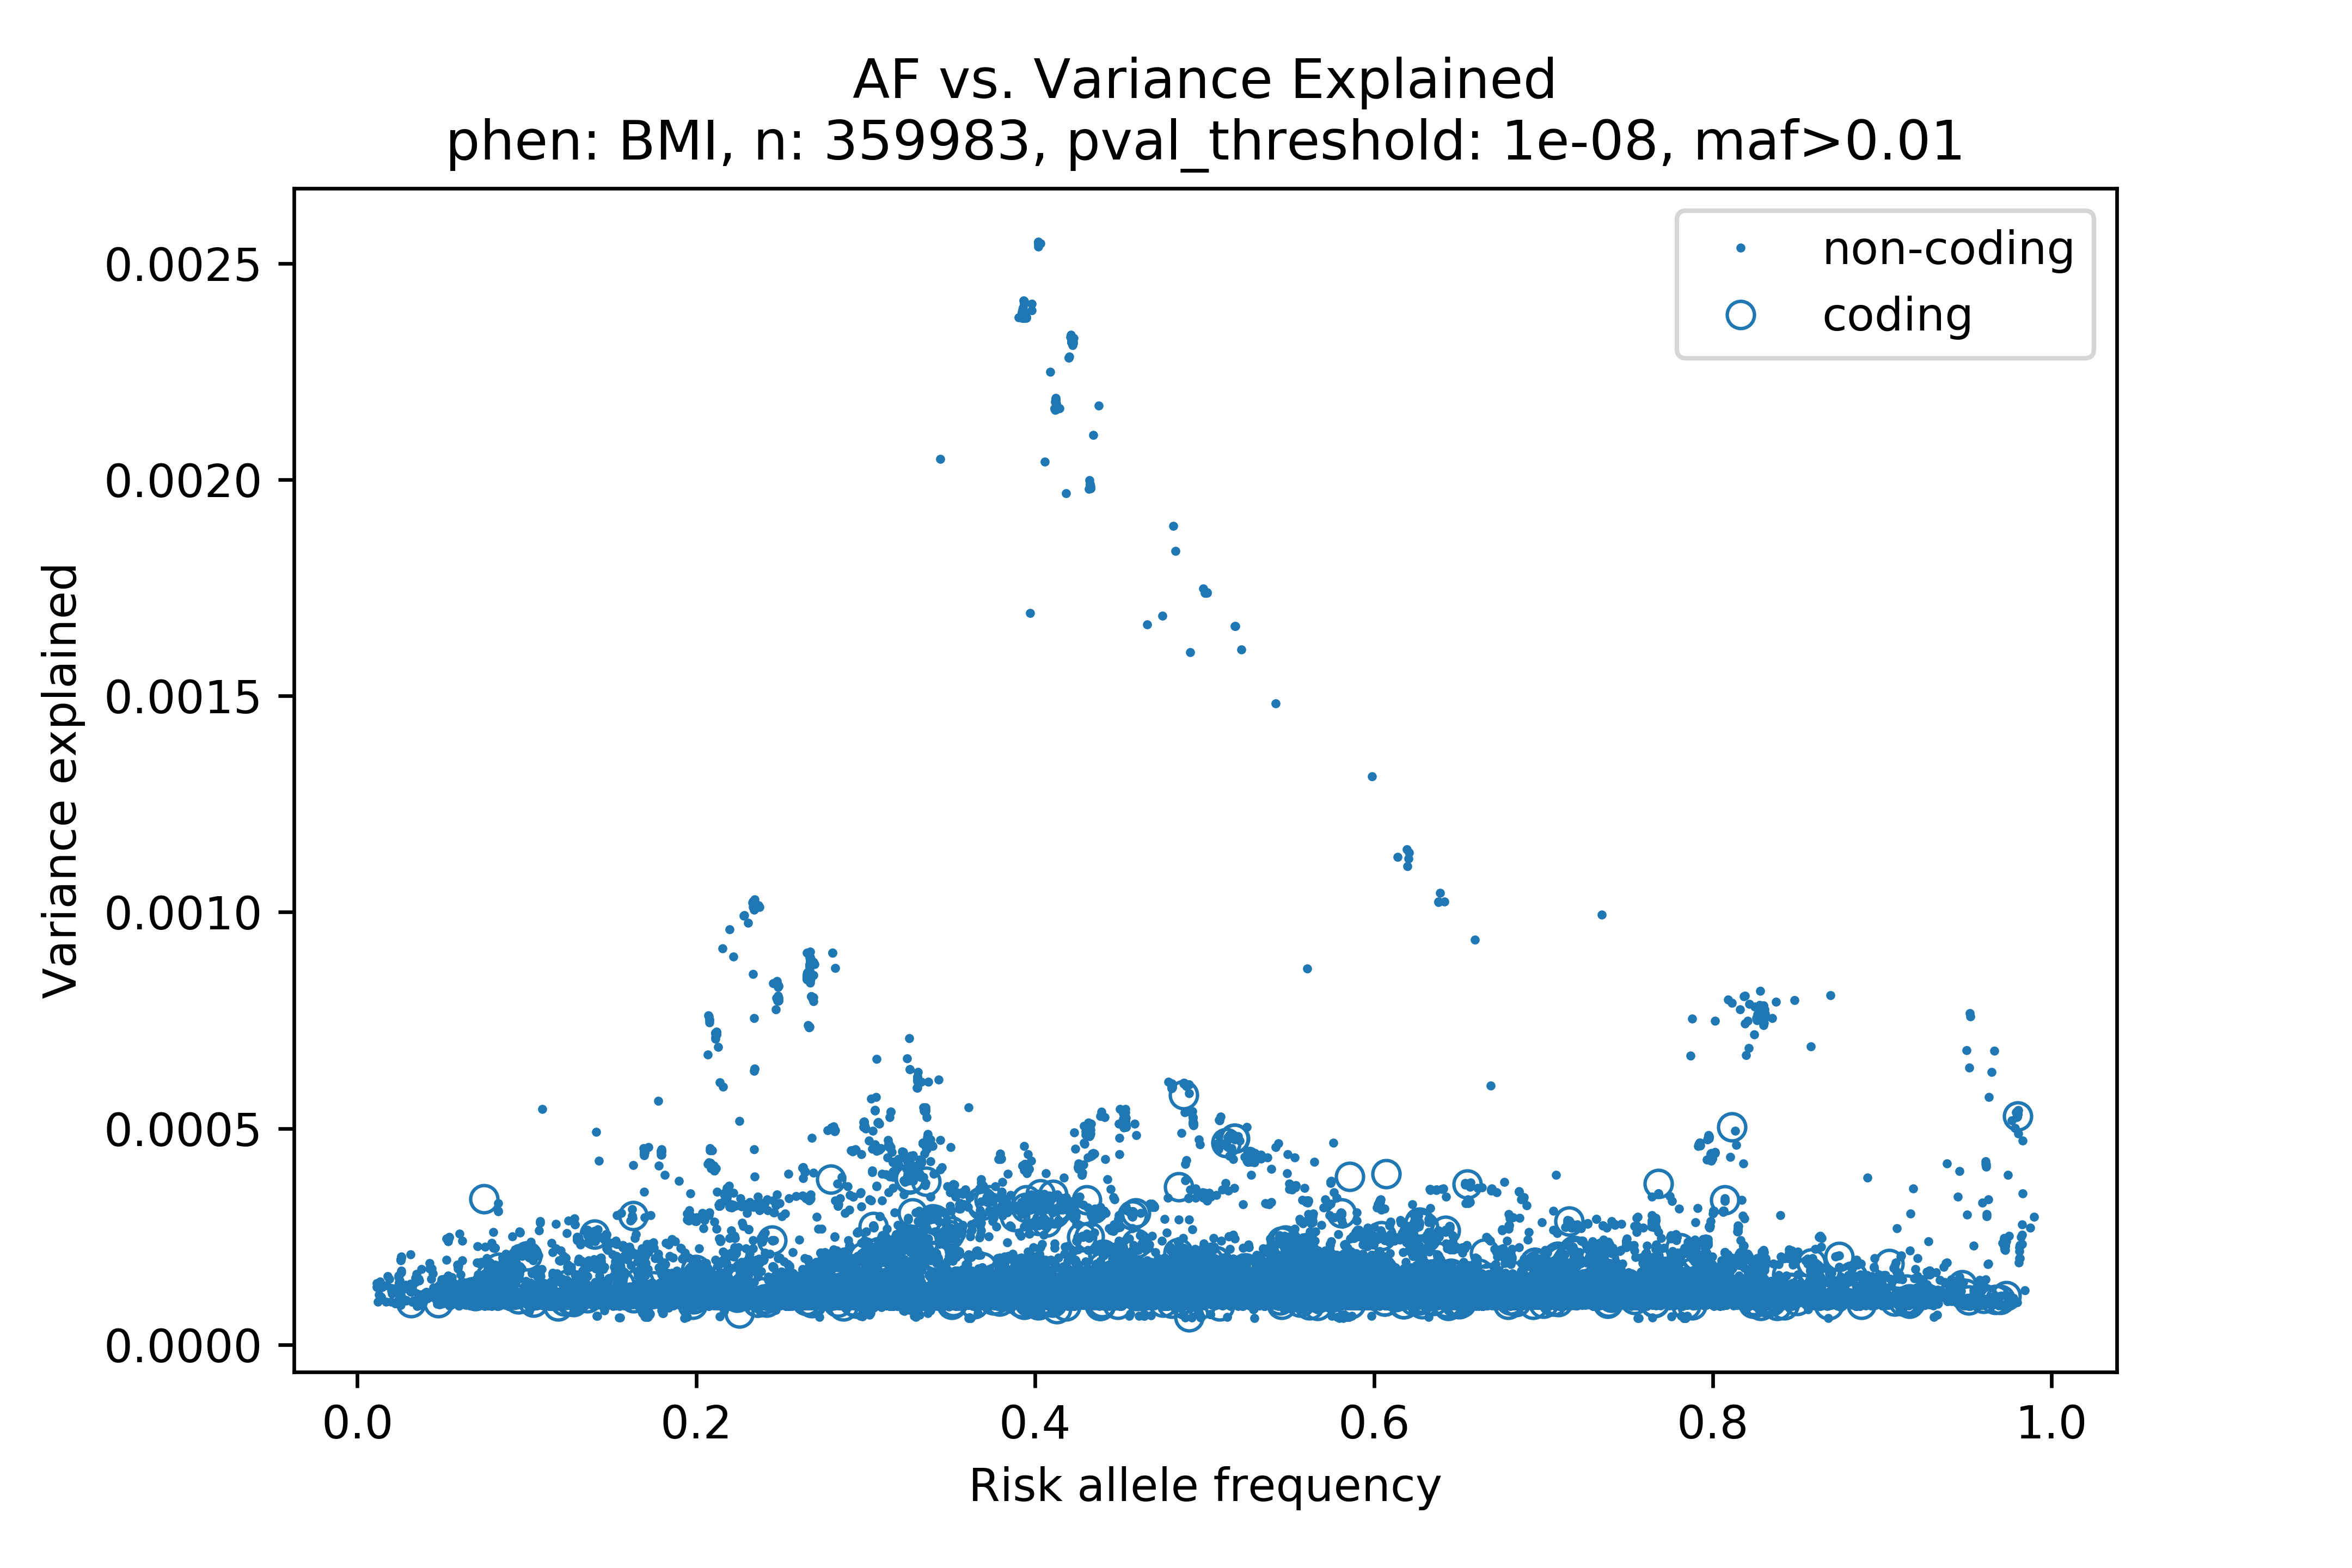 AF vs. Variance Explained
phen: BMI, n: 359983, pval_threshold: 1e-08, maf>0.01
non-coding
coding
0.0025
0.0020
0.0015
0.0010
0.0005
0.0000
Variance explained
0.0 0.2 0.4 0.6 0.8 1.0
Risk allele frequency